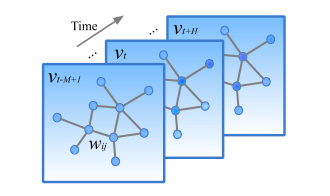 Time
... v_{t+H}
... v_t
v_{t-M+1}
w_{ij}